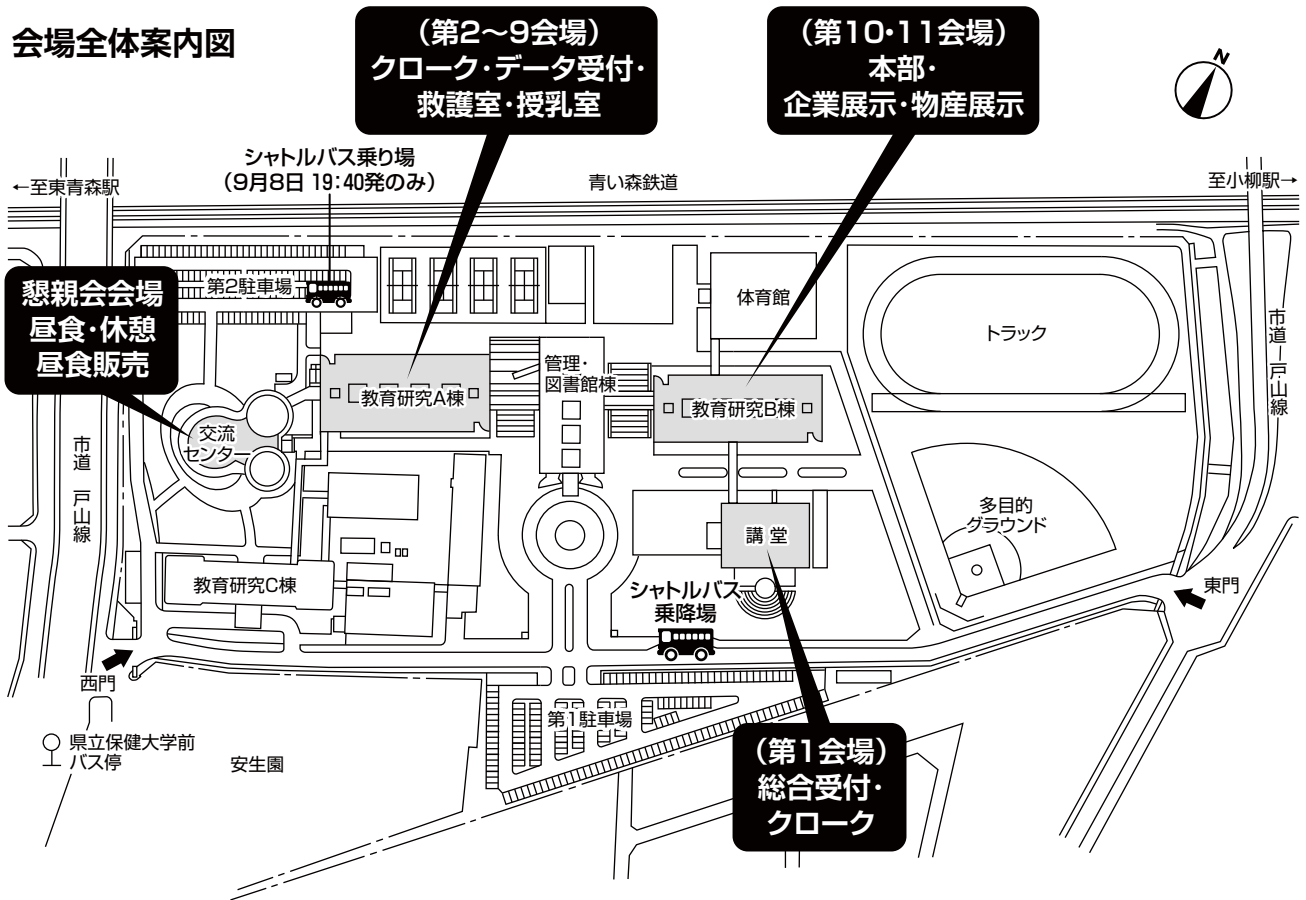 会場全体案内図
（第2〜9会場）
クローク・データ受付・
救護室・授乳室
（第10・11会場）
本部・
企業展示・物産展示
N
シャトルバス乗り場
（9月8日 19：40発のみ）
←至東青森駅
青い森鉄道
至小柳駅→
懇親会会場
昼食・休憩
昼食販売
第2駐車場
体育館
トラック
市道 戸山線
管理・
図書館棟
教育研究A棟
教育研究B棟
交流
センター
市道 戸山線
多目的
グラウンド
講 堂
教育研究C棟
シャトルバス
乗降場
東門
西門
第1駐車場
県立保健大学前
バス停
安生園
（第1会場）
総合受付・
クローク